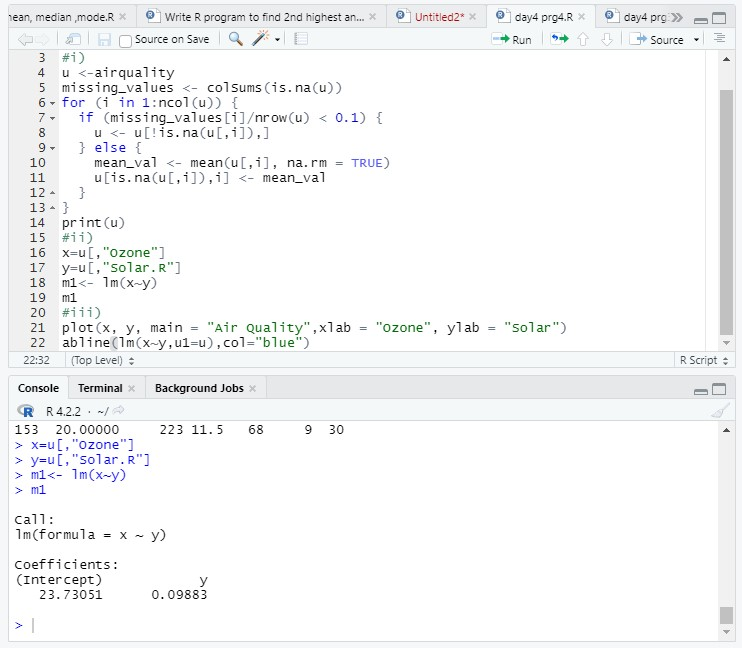 nean, median ,mode.R
Write R program to find 2nd highest an...
Untitled2*
day4 prg4.R
day4 prg
Source on Save
Run
Source
3 #i)
4 u <-airquality
5 missing_values <- colSums(is.na(u))
6 for (i in 1:ncol(u)) {
7 if (missing_values[i]/nrow(u) < 0.1) {
8 u <- u[!is.na(u[,i]),]
9 } else {
10 mean_val <- mean(u[,i], na.rm = TRUE)
11 u[is.na(u[,i]),i] <- mean_val
12 }
13 }
14 print(u)
15 #ii)
16 x=u[,"Ozone"]
17 y=u[,"Solar.R"]
18 m1<- lm(x~y)
19 m1
20 #iii)
21 plot(x, y, main = "Air Quality",xlab = "Ozone", ylab = "Solar")
22 abline(lm(x~y,u1=u),col="blue")
22:32 (Top Level) R Script
Console Terminal Background Jobs
R 4.2.2 · ~/
153 20.00000 223 11.5 68 9 30
> x=u[,"Ozone"]
> y=u[,"Solar.R"]
> m1<- lm(x~y)
> m1
Call:
lm(formula = x ~ y)
Coefficients:
(Intercept) y
23.73051 0.09883
>